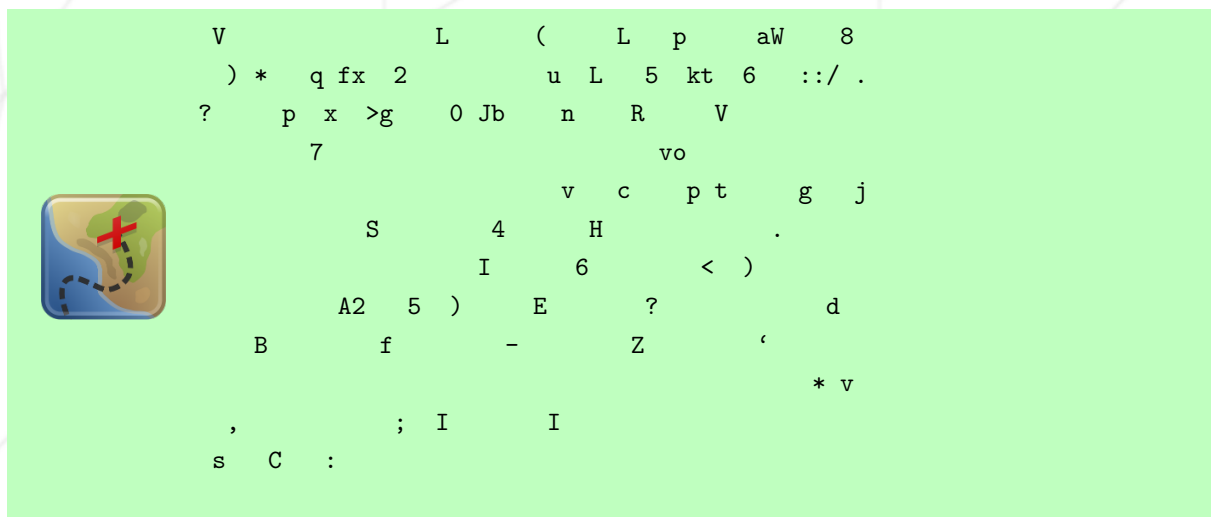 V L ( L p aW 8
) * q fx 2 u L 5 kt 6 ::/ .
? p x >g 0 Jb n R V
7 vo
v c p t g j
S 4 H .
I 6 < )
A2 5 ) E ? d
B f - Z ‘
* v
, ; I I
s C :